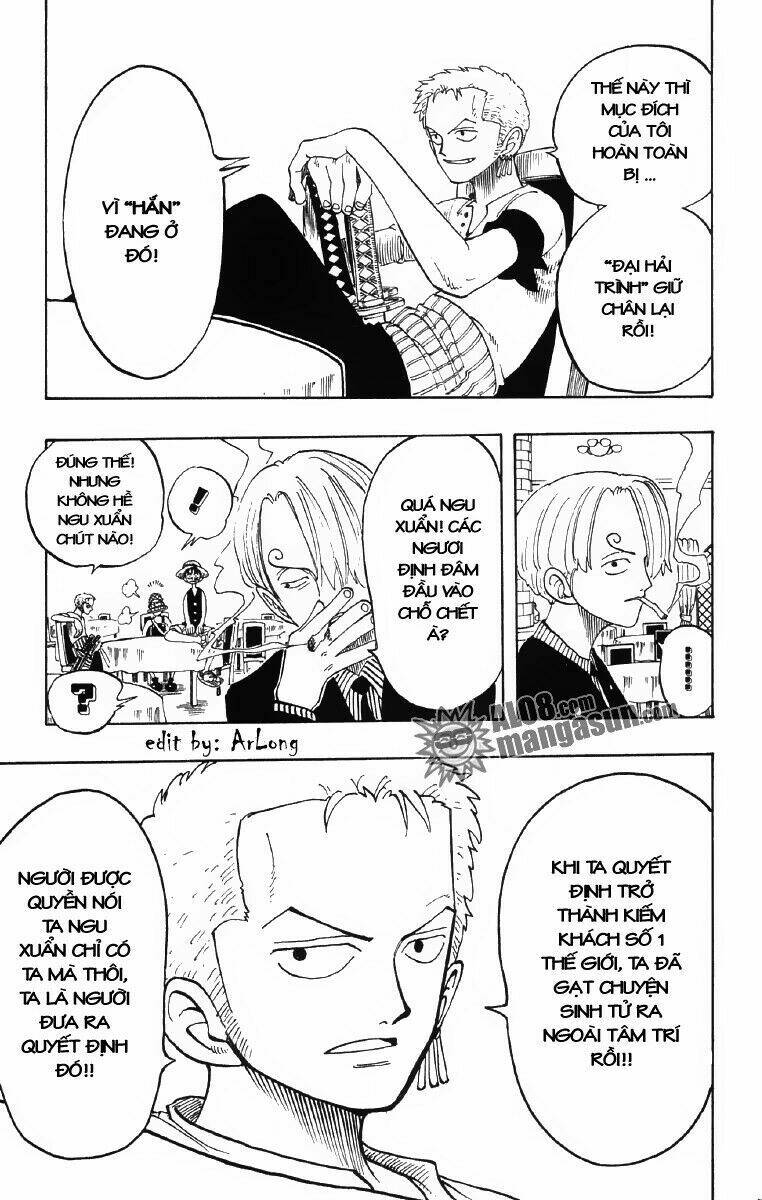 THẾ NÀY THÌ
MỤC ĐÍCH
CỦA TÔI
HOÀN TOÀN
BỊ ...
"ĐẠI HẢI
TRÌNH" GIỮ
CHÂN LẠI
RỒI!
VÌ "HẮN"
ĐANG Ở
ĐÓ!
!!!!!!
QUÁ NGU
XUẨN! CÁC
NGƯƠI
ĐỊNH ĐÂM
ĐẦU VÀO
CHỖ CHẾT
À?
!
ĐÚNG THẾ!
NHƯNG
KHÔNG HỀ
NGU XUẨN
CHÚT NÀO!
?
edit by: ArLong
AL08.com
mangasun.com
KHI TA QUYẾT
ĐỊNH TRỞ
THÀNH KIẾM
KHÁCH SỐ 1
THẾ GIỚI, TA ĐÃ
GẠT CHUYỆN
SINH TỬ RA
NGOÀI TÂM TRÍ
RỒI!!
NGƯỜI ĐƯỢC
QUYỀN NÓI
TA NGU
XUẨN CHỈ CÓ
TA MÀ THÔI,
TA LÀ NGƯỜI
ĐƯA RA
QUYẾT ĐỊNH
ĐÓ!!